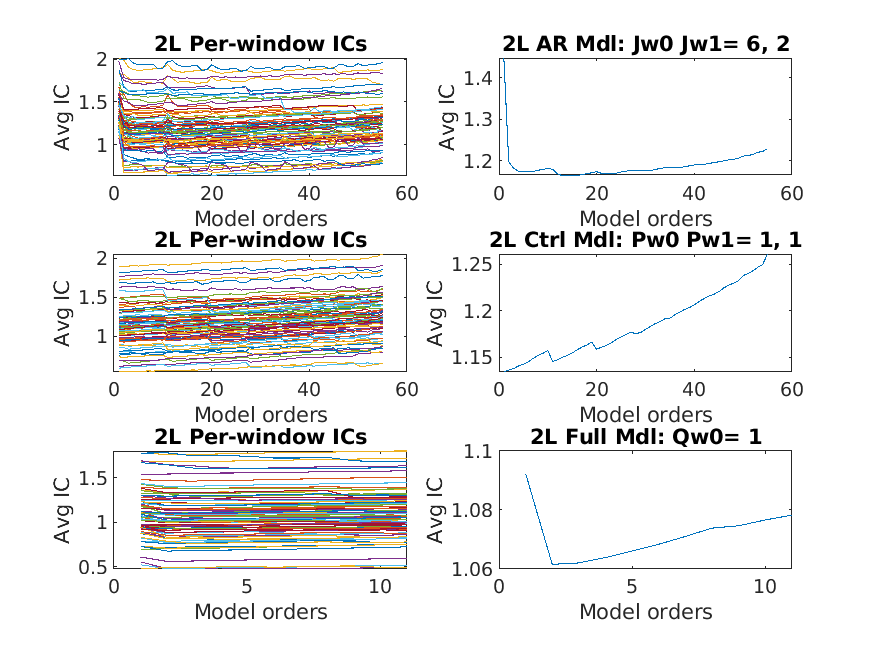 2L Per-window ICs
2L AR Mdl: Jw0 Jw1= 6, 2
Avg IC
2
1.5
1
0
20
40
60
Model orders
Avg IC
1.4
1.3
1.2
0
20
40
60
Model orders
2L Per-window ICs
2L Ctrl Mdl: Pw0 Pw1= 1, 1
Avg IC
2
1.5
1
0
20
40
60
Model orders
Avg IC
1.25
1.2
1.15
0
20
40
60
Model orders
2L Per-window ICs
2L Full Mdl: Qw0= 1
Avg IC
1.5
1
0.5
0
5
10
Model orders
Avg IC
1.1
1.08
1.06
0
5
10
Model orders